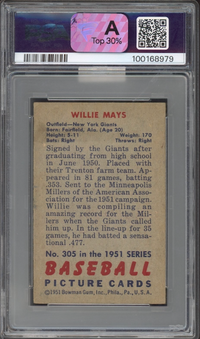 A
Top 30%
100168979
WILLIE MAYS
Outfield—New York Giants
Born: Fairfield, Ala. (Age 20)
Height: 5-11 Weight: 170
Bats: Right Throws: Right
Signed by the Giants after
graduating from high school
in June 1950. Placed with
their Trenton farm team. Ap-
peared in 81 games, batting
.353. Sent to the Minneapolis
Millers of the American Asso-
ciation for the 1951 campaign.
Willie was compiling an
amazing record for the Mil-
lers when the Giants called
him up. In the line-up for 35
games, he had batted a sensa-
tional .477.
No. 305 in the 1951 SERIES
BASEBALL
PICTURE CARDS
©1951 Bowman Gum, Inc., Phila., Pa., U. S. A.